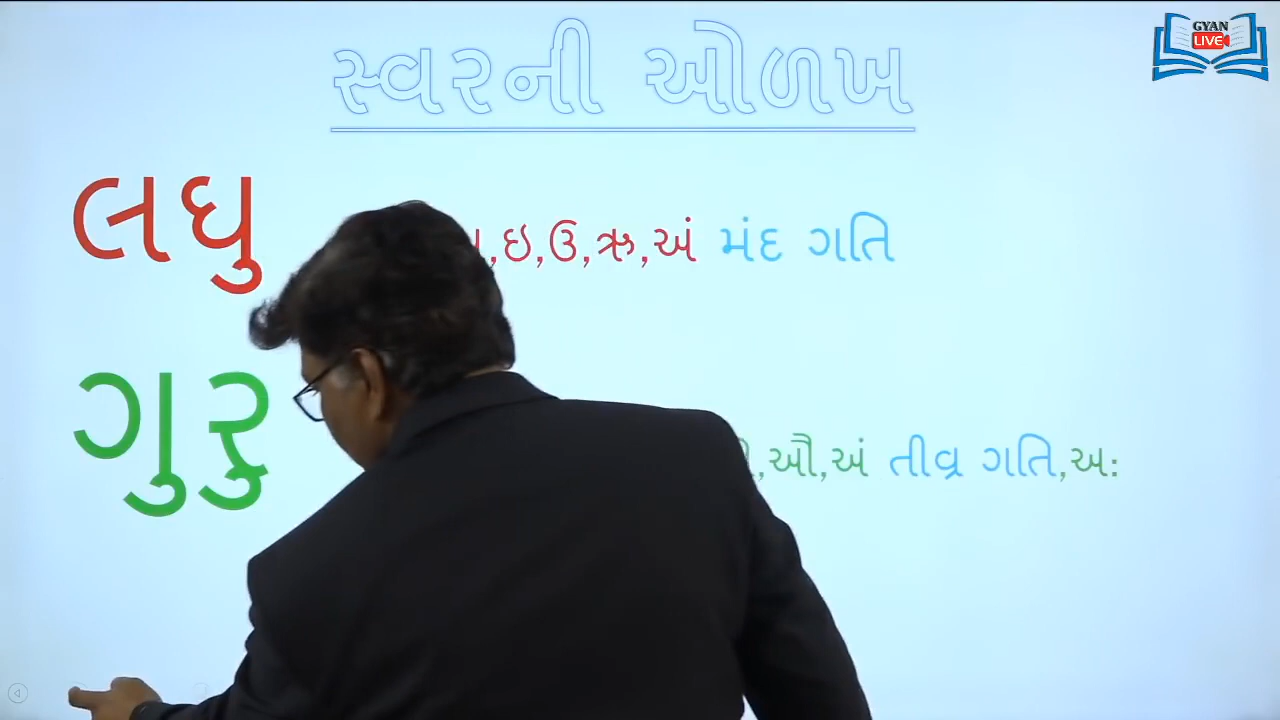 GYAN
LIVE
સ્વરની ઓળખ
લઘુ
,ઇ,ઉ,ઋ,અં મંદ ગતિ
ગુરુ
,ઔ,અં તીવ્ર ગતિ,અઃ